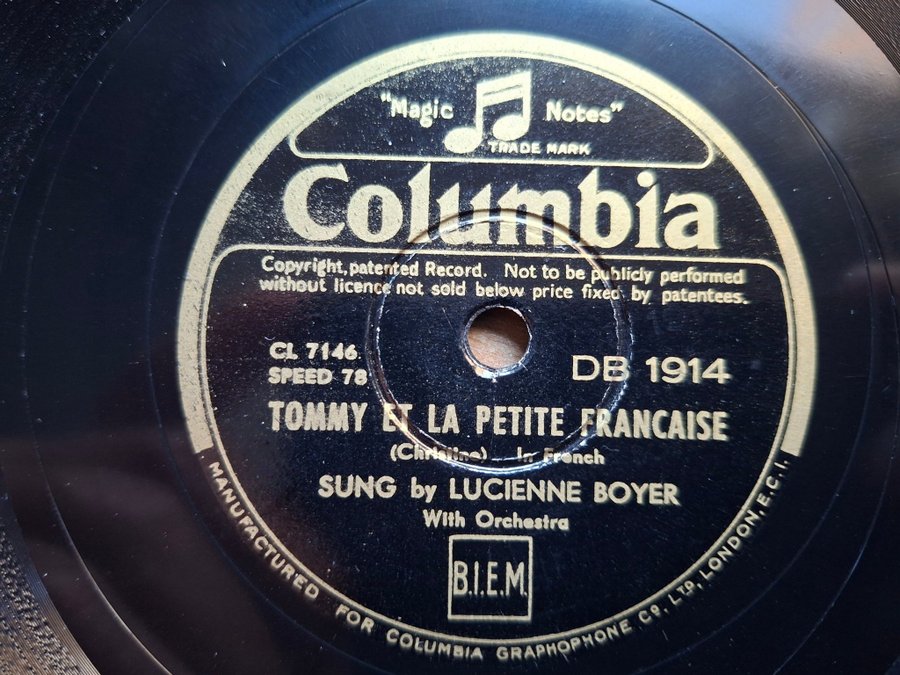 "Magic Notes"
TRADE MARK
Columbia
Copyright, patented Record. Not to be publicly performed
without licence not sold below price fixed by patentees.
CL 7146
SPEED 78
DB 1914
TOMMY ET LA PETITE FRANCAISE
(Christine) In French
SUNG by LUCIENNE BOYER
With Orchestra
B.I.E.M.
MANUFACTURED FOR COLUMBIA GRAPHOPHONE CO., LTD., LONDON, E.C.1.